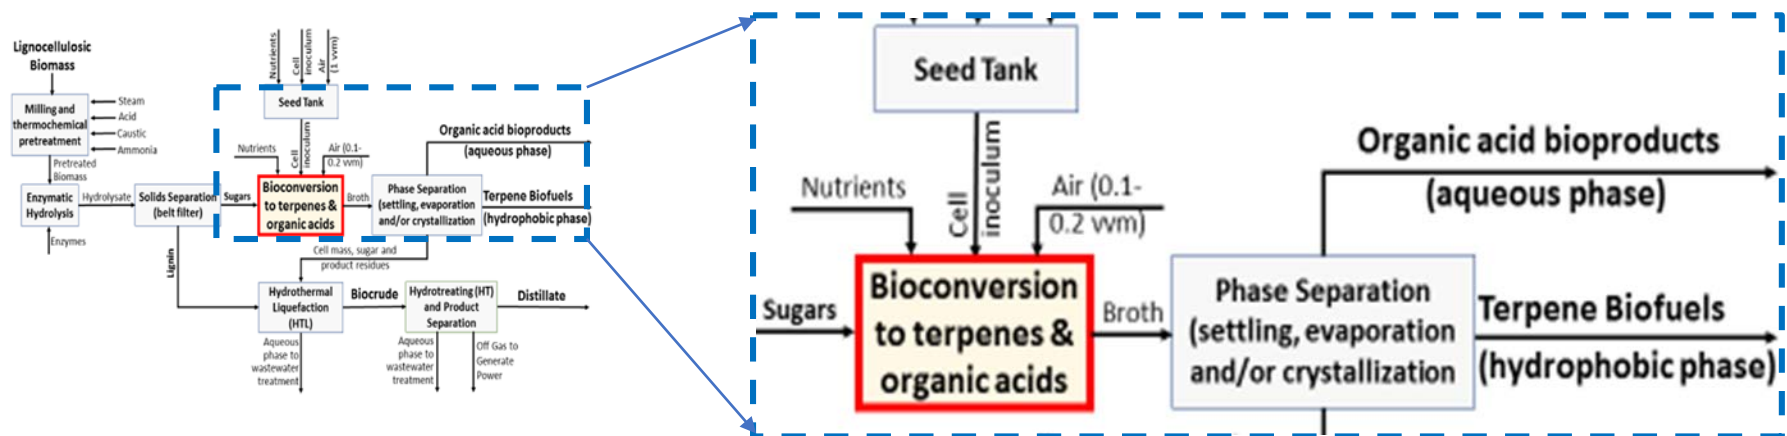 Lignocellulosic
Biomass
Milling and
thermochemical
pretreatment
Steam
Acid
Caustic
Ammonia
Pretreated
Biomass
Enzymatic
Hydrolysis
Enzymes
Hydrolysate
Solids Separation
(belt filter)
Lignin
Sugars
Nutrients
Cell
inoculum
Air
(1 vvm)
Seed Tank
Nutrients
Cell
inoculum
Air (0.1-
0.2 vvm)
Bioconversion
to terpenes &
organic acids
Broth
Phase Separation
(settling, evaporation
and/or crystallization
Organic acid bioproducts
(aqueous phase)
Terpene Biofuels
(hydrophobic phase)
Cell mass, sugar and
product residues
Hydrothermal
Liquefaction
(HTL)
Biocrude
Hydrotreating (HT)
and Product
Separation
Distillate
Aqueous
phase to
wastewater
treatment
Aqueous
phase to
wastewater
treatment
Off Gas to
Generate
Power
Seed Tank
Nutrients
Cell
inoculum
Air (0.1-
0.2 vvm)
Sugars
Bioconversion
to terpenes &
organic acids
Broth
Phase Separation
(settling, evaporation
and/or crystallization
Organic acid bioproducts
(aqueous phase)
Terpene Biofuels
(hydrophobic phase)